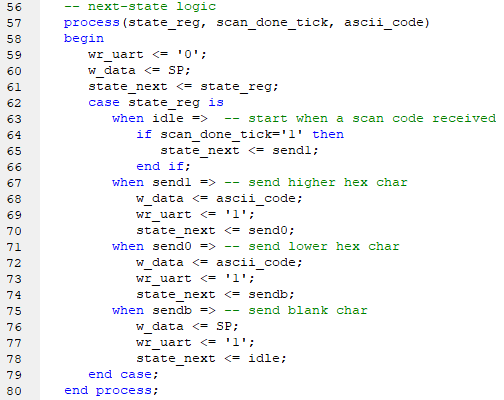 56 -- next-state logic
57 process(state_reg, scan_done_tick, ascii_code)
58 begin
59 wr_uart <= '0';
60 w_data <= SP;
61 state_next <= state_reg;
62 case state_reg is
63 when idle => -- start when a scan code received
64 if scan_done_tick='1' then
65 state_next <= send1;
66 end if;
67 when send1 => -- send higher hex char
68 w_data <= ascii_code;
69 wr_uart <= '1';
70 state_next <= send0;
71 when send0 => -- send lower hex char
72 w_data <= ascii_code;
73 wr_uart <= '1';
74 state_next <= sendb;
75 when sendb => -- send blank char
76 w_data <= SP;
77 wr_uart <= '1';
78 state_next <= idle;
79 end case;
80 end process;